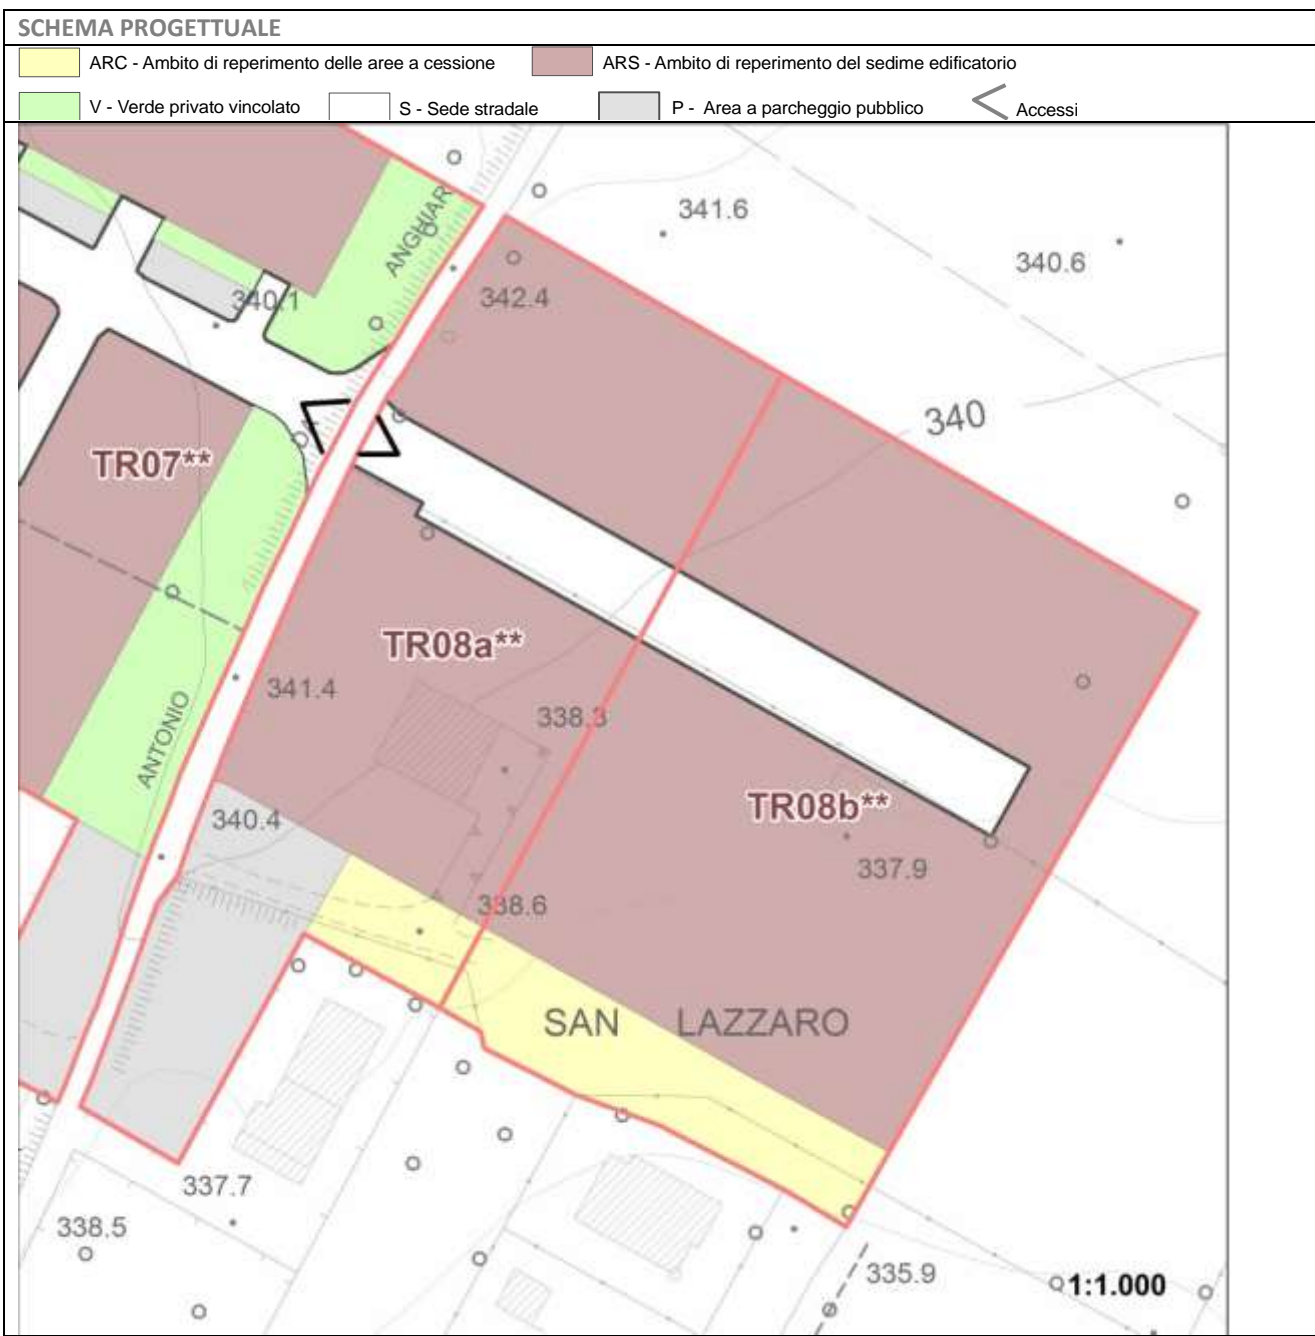 SCHEMA PROGETTUALE
ARC - Ambito di reperimento delle aree a cessione
ARS - Ambito di reperimento del sedime edificatorio
V - Verde privato vincolato
S - Sede stradale
P - Area a parcheggio pubblico
Accessi
ANGHIAR
341.6
340.6
342.4
340.1
340
TR07**
TR08a**
341.4
338.3
ANTONIO
TR08b**
340.4
337.9
338.6
SAN LAZZARO
337.7
338.5
335.9
1:1.000